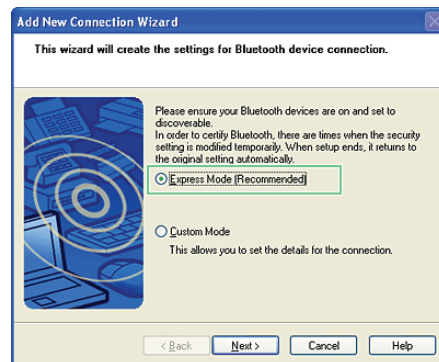 Add New Connection Wizard
This wizard will create the settings for Bluetooth device connection.
Please ensure your Bluetooth devices are on and set to
discoverable.
In order to certify Bluetooth, there are times when the security
setting is modified temporarily. When setup ends, it returns to
the original setting automatically.
Express Mode (Recommended)
Custom Mode
This allows you to set the details for the connection.
< Back Next > Cancel Help